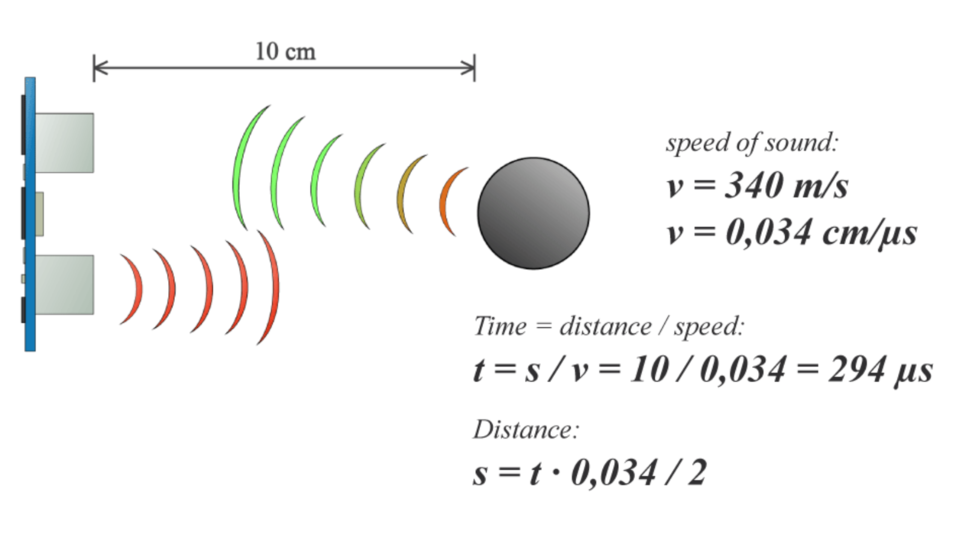 10 cm
speed of sound:
v = 340 m/s
v = 0,034 cm/μs
Time = distance / speed:
t = s / v = 10 / 0,034 = 294 μs
Distance:
s = t · 0,034 / 2